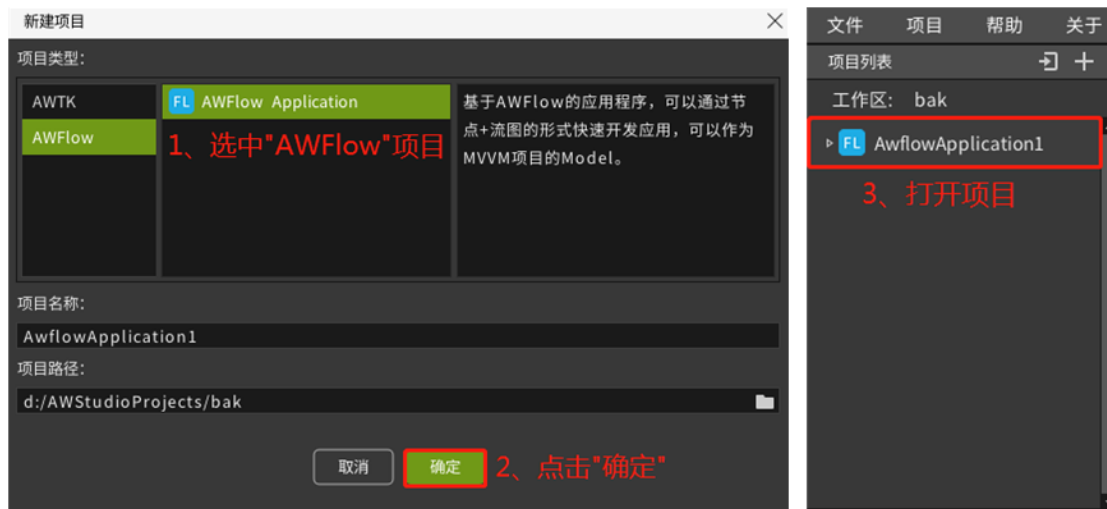 新建项目
项目类型:
AWTK
AWFlow
FL AWFlow Application
1、选中"AWFlow"项目
基于AWFlow的应用程序，可以通过节
点+流图的形式快速开发应用，可以作为
MVVM项目的Model。
项目名称:
AwflowApplication1
项目路径:
d:/AWStudioProjects/bak
取消
确定
2、点击"确定"
文件 项目 帮助 关于
项目列表
工作区: bak
FL AwflowApplication1
3、打开项目